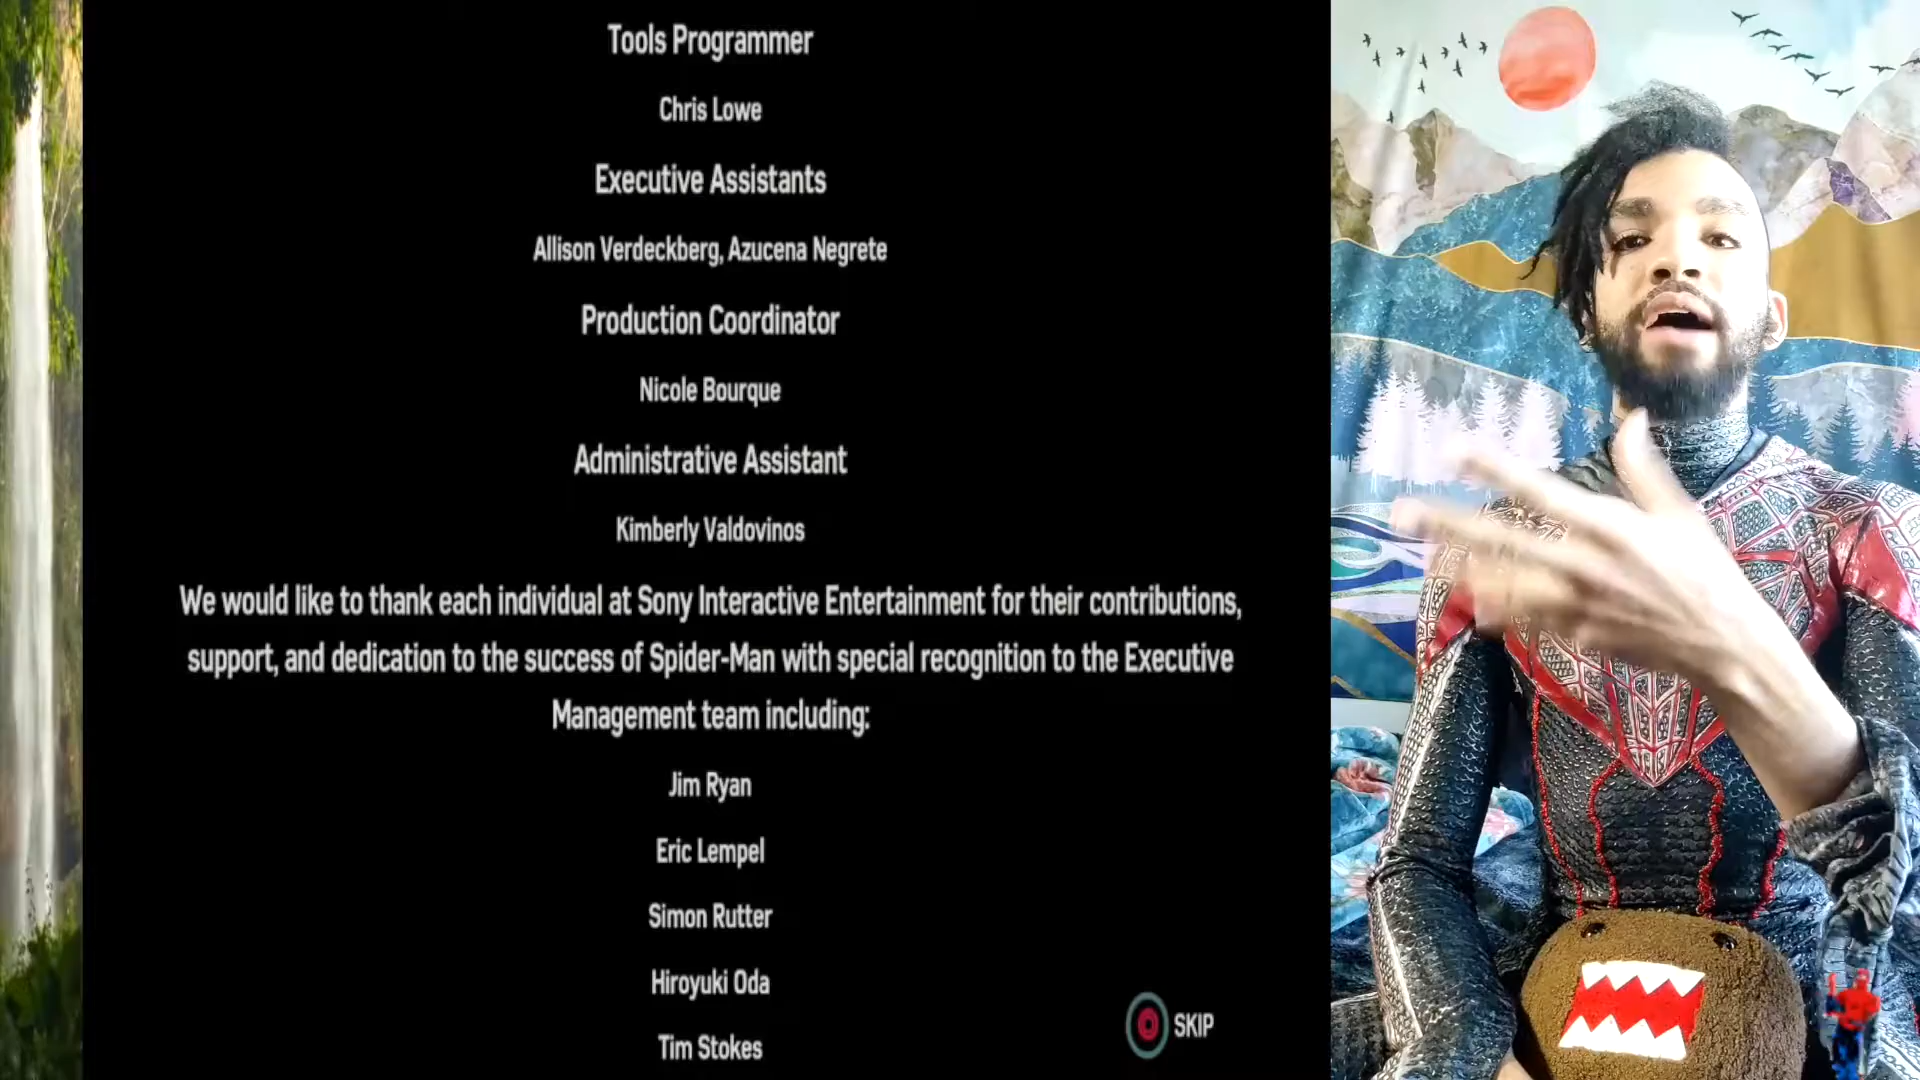 Tools Programmer
Chris Lowe
Executive Assistants
Allison Verdeckberg, Azucena Negrete
Production Coordinator
Nicole Bourque
Administrative Assistant
Kimberly Valdovinos
We would like to thank each individual at Sony Interactive Entertainment for their contributions,
support, and dedication to the success of Spider-Man with special recognition to the Executive
Management team including:
Jim Ryan
Eric Lempel
Simon Rutter
Hiroyuki Oda
Tim Stokes
SKIP